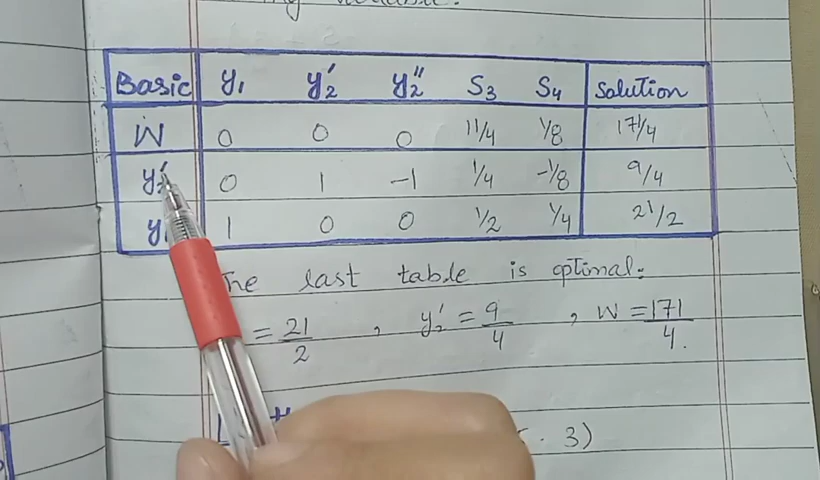 Basic y₁ y₂′ y₂″ S₃ S₄ Solution
W 0 0 0 11/4 1/8 171/4
y₂′ 0 1 -1 1/4 -1/8 9/4
y 1 0 0 1/2 1/4 21/2
The last table is optimal.
= 21/2 , y₂′ = 9/4 , W = 171/4.
. 3)